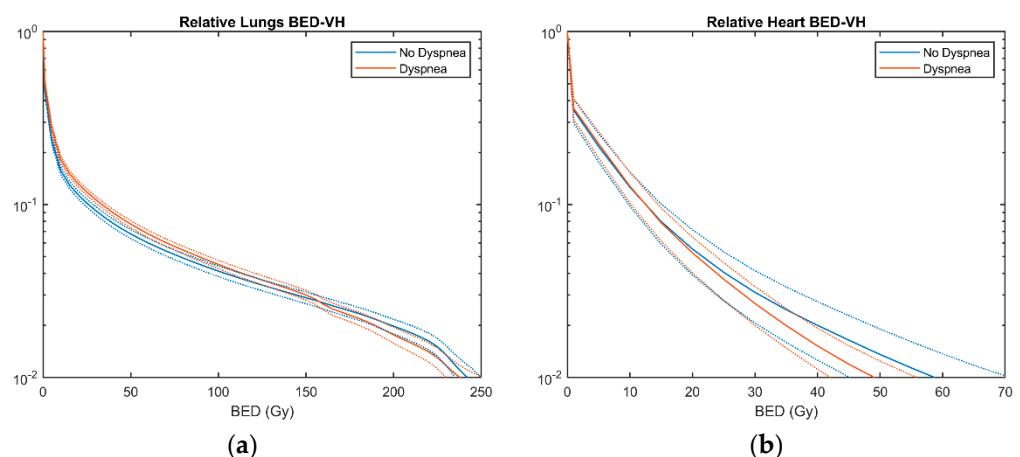 Relative Lungs BED-VH
10^0
10^-1
10^-2
No Dyspnea
Dyspnea
0 50 100 150 200 250
BED (Gy)
(a)
Relative Heart BED-VH
10^0
10^-1
10^-2
No Dyspnea
Dyspnea
0 10 20 30 40 50 60 70
BED (Gy)
(b)